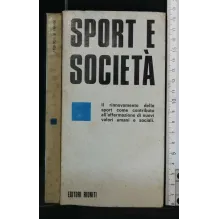 SPORT E
SOCIETÀ
Il rinnovamento dello
sport come contributo
all'affermazione di nuovi
valori umani e sociali.
EDITORI RIUNITI